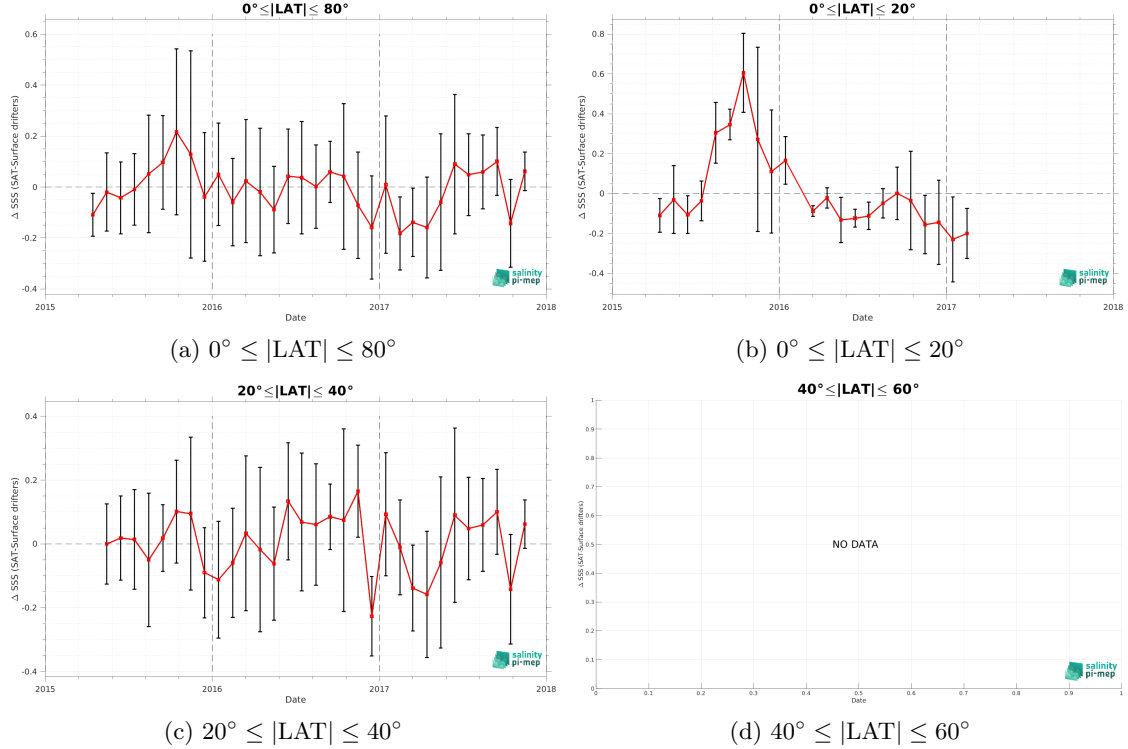 0°≤|LAT|≤ 80°
Δ SSS (SAT-Surface drifters)
0.6
0.4
0.2
0
-0.2
-0.4
2015
2016
2017
2018
Date
salinity
pi-mep
(a) 0° ≤ |LAT| ≤ 80°
0°≤|LAT|≤ 20°
Δ SSS (SAT-Surface drifters)
0.8
0.6
0.4
0.2
0
-0.2
-0.4
2015
2016
2017
2018
Date
salinity
pi-mep
(b) 0° ≤ |LAT| ≤ 20°
20°≤|LAT|≤ 40°
Δ SSS (SAT-Surface drifters)
0.4
0.2
0
-0.2
-0.4
2015
2016
2017
2018
Date
salinity
pi-mep
(c) 20° ≤ |LAT| ≤ 40°
40°≤|LAT|≤ 60°
Δ SSS (SAT-Surface drifters)
1
0.9
0.8
0.7
0.6
0.5
0.4
0.3
0.2
0.1
0
NO DATA
0
0.1
0.2
0.3
0.4
0.5
0.6
0.7
0.8
0.9
1
Date
salinity
pi-mep
(d) 40° ≤ |LAT| ≤ 60°